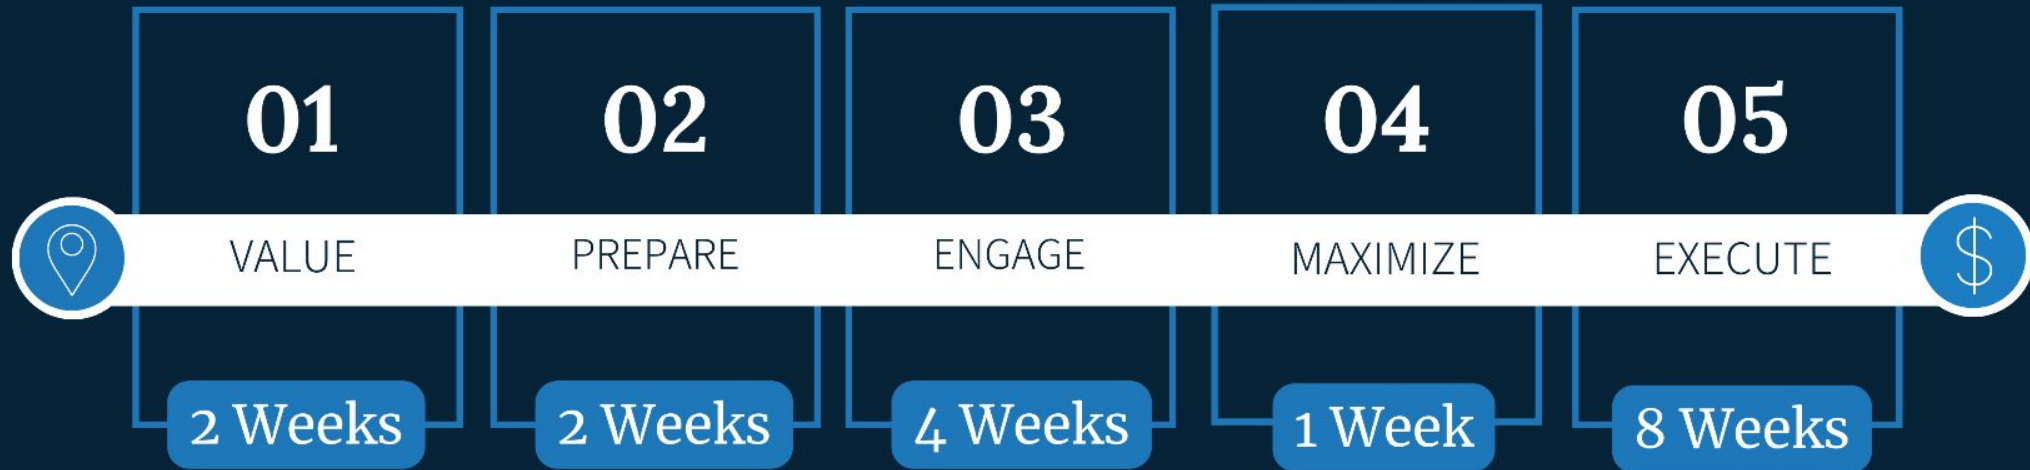 01
VALUE
2 Weeks
02
PREPARE
2 Weeks
03
ENGAGE
4 Weeks
04
MAXIMIZE
1 Week
05
EXECUTE
8 Weeks
$